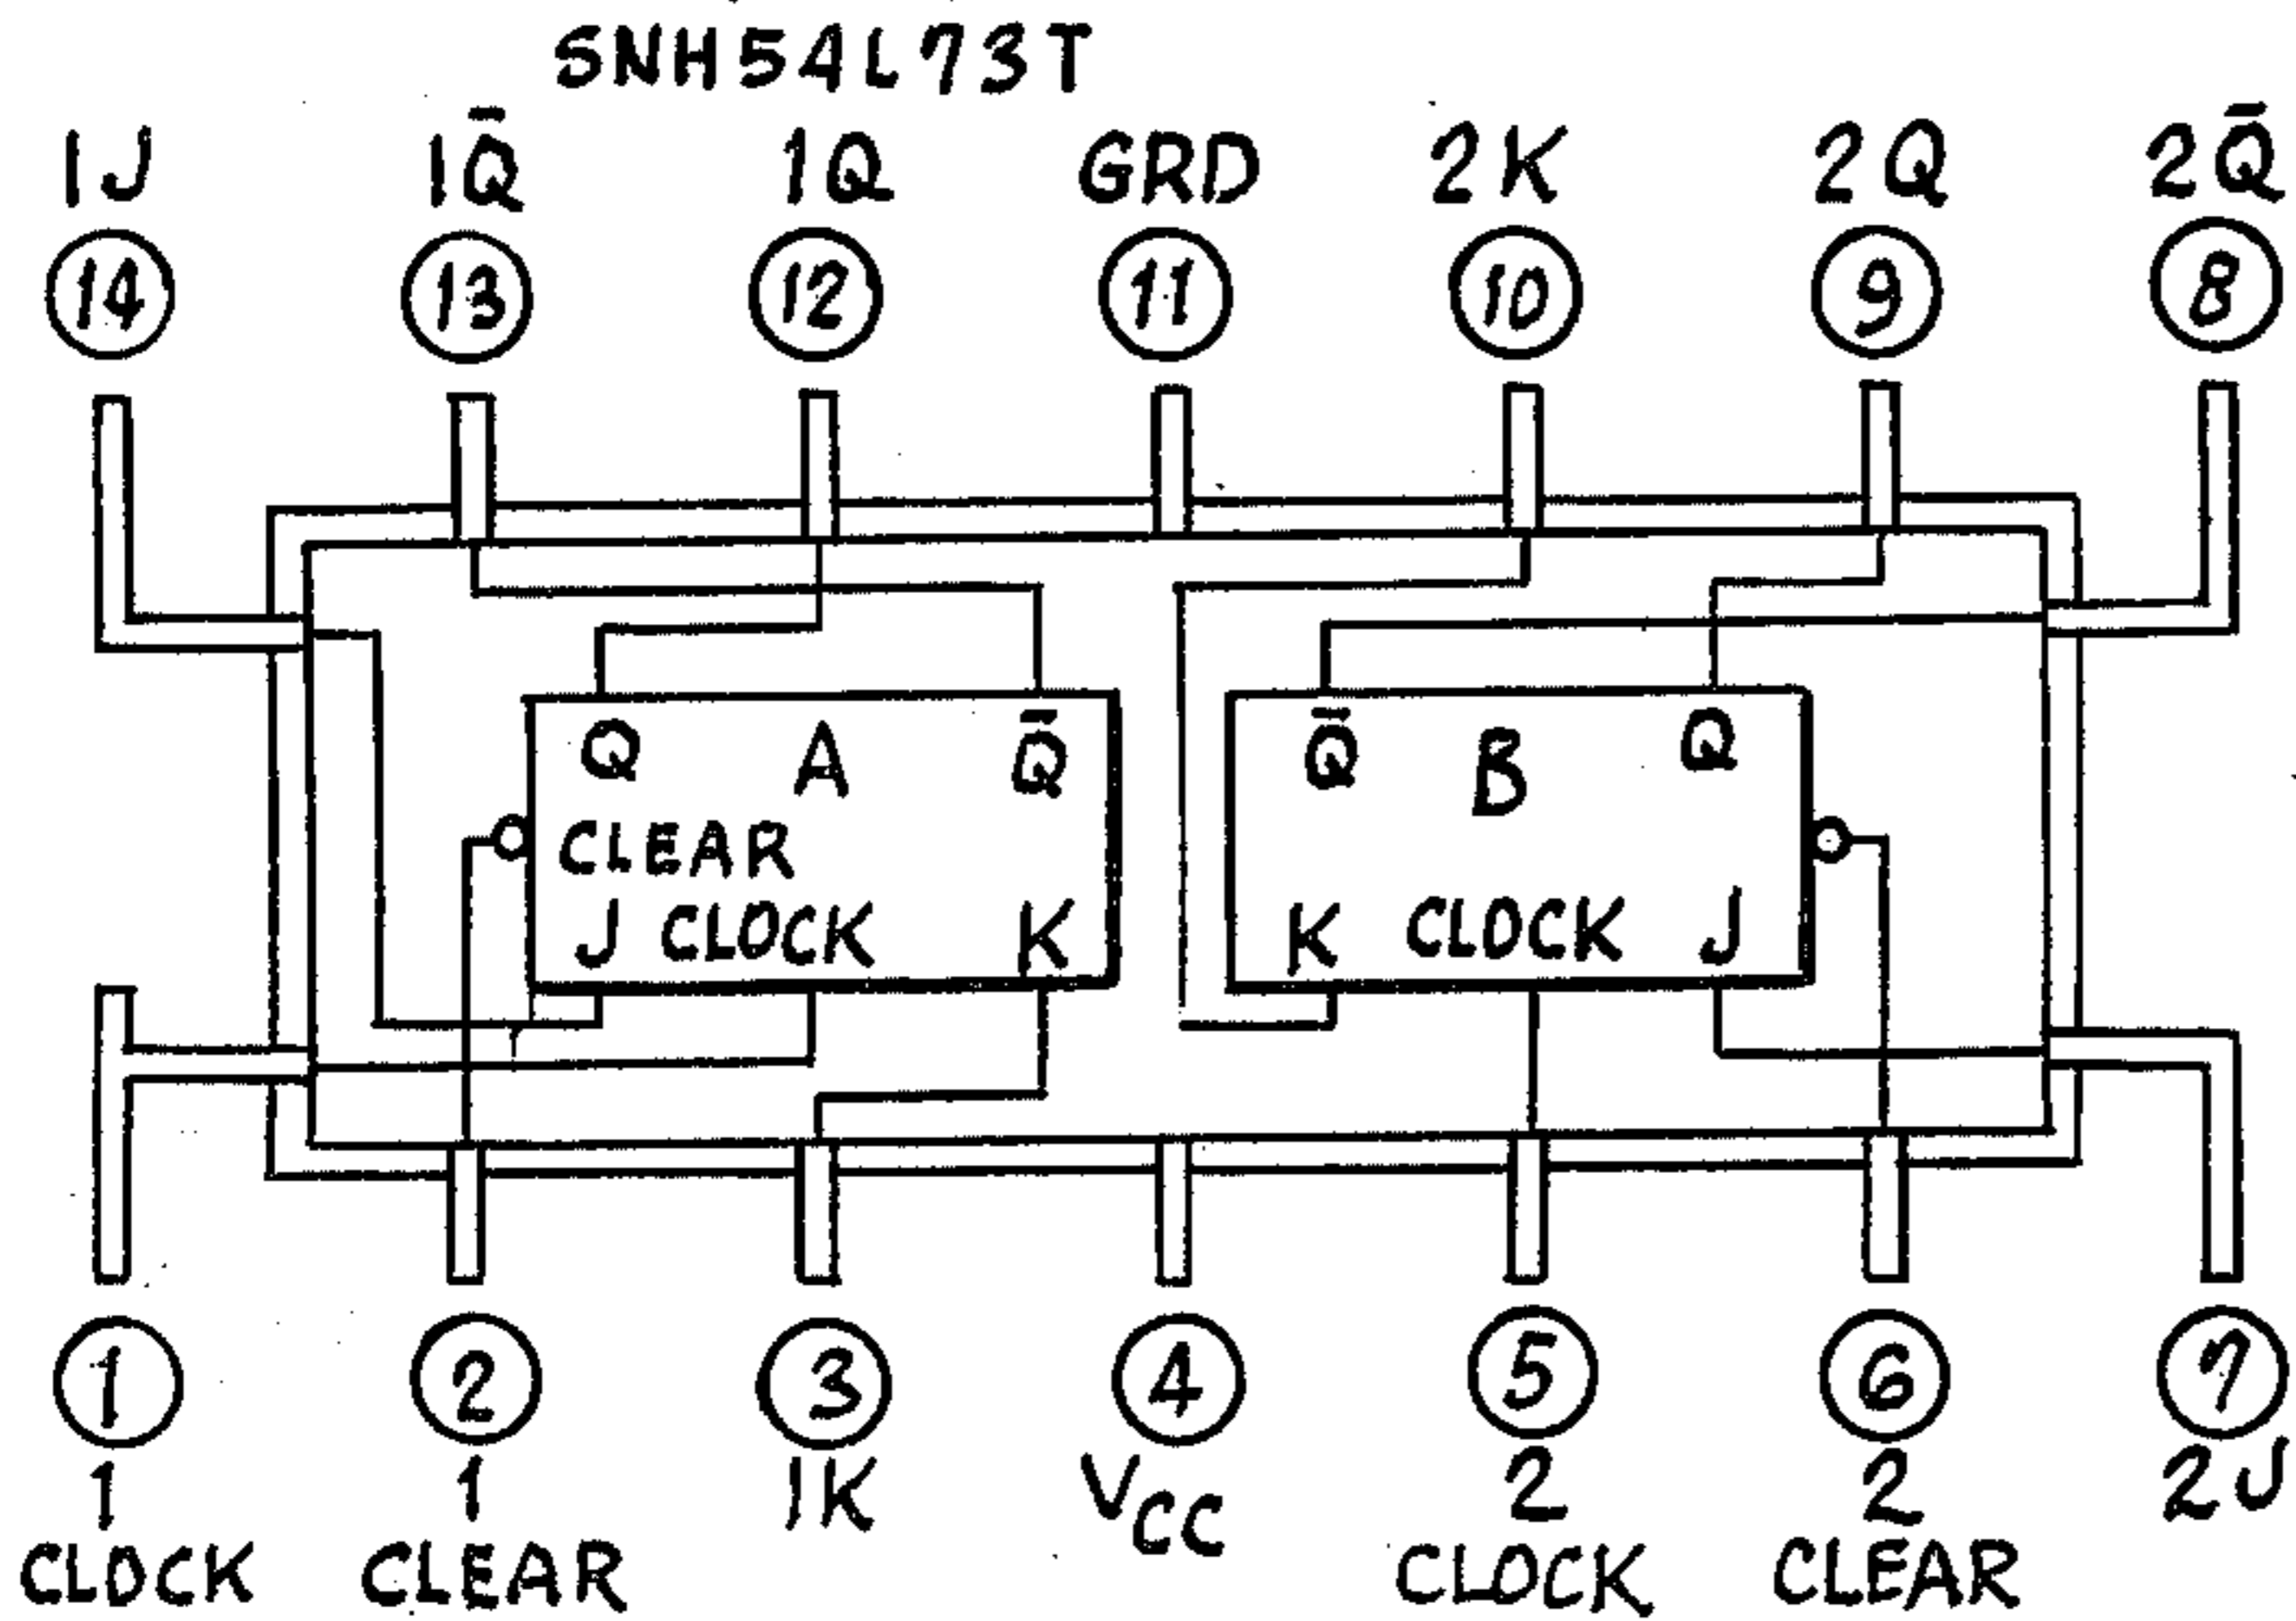 SNH54L73T
1J 1Q̄ 1Q GRD 2K 2Q 2Q̄
14 13 12 11 10 9 8
Q A Q̄ Q̄ B Q
CLEAR
J CLOCK K K CLOCK J
1 2 3 4 5 6 7
1 1 1K VCC 2 2 2J
CLOCK CLEAR CLOCK CLEAR